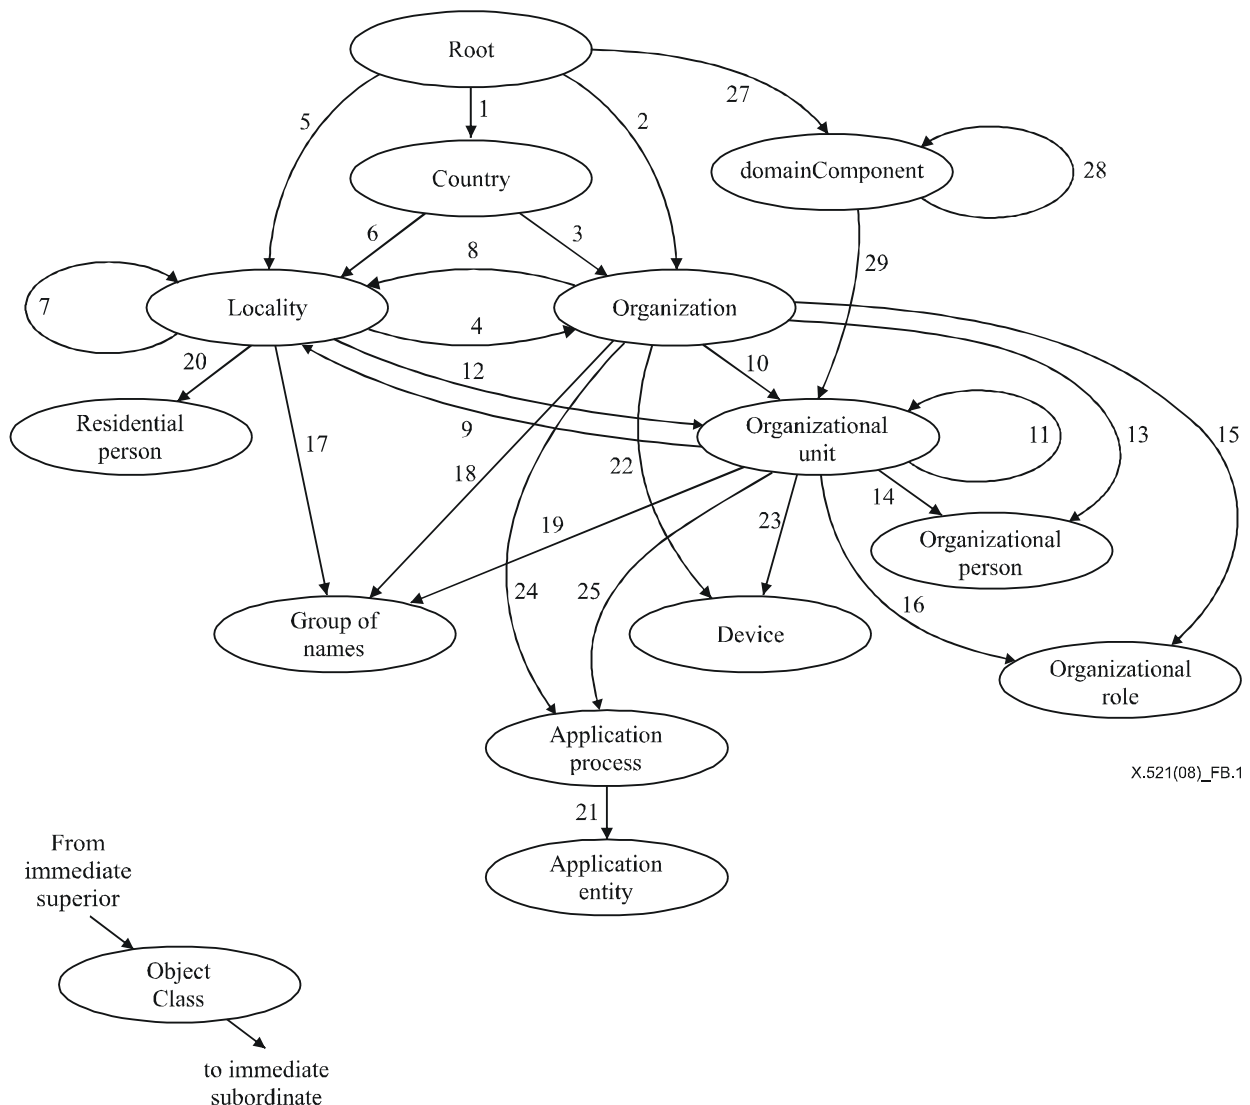 Root
27
5
1
2
domainComponent
28
Country
6
3
8
29
7
Locality
Organization
4
20
12
10
Residential
person
17
9
18
22
Organizational
unit
11
13
15
14
19
23
Organizational
person
24
25
16
Group of
names
Device
Organizational
role
Application
process
X.521(08)_FB.1
21
Application
entity
From
immediate
superior
Object
Class
to immediate
subordinate